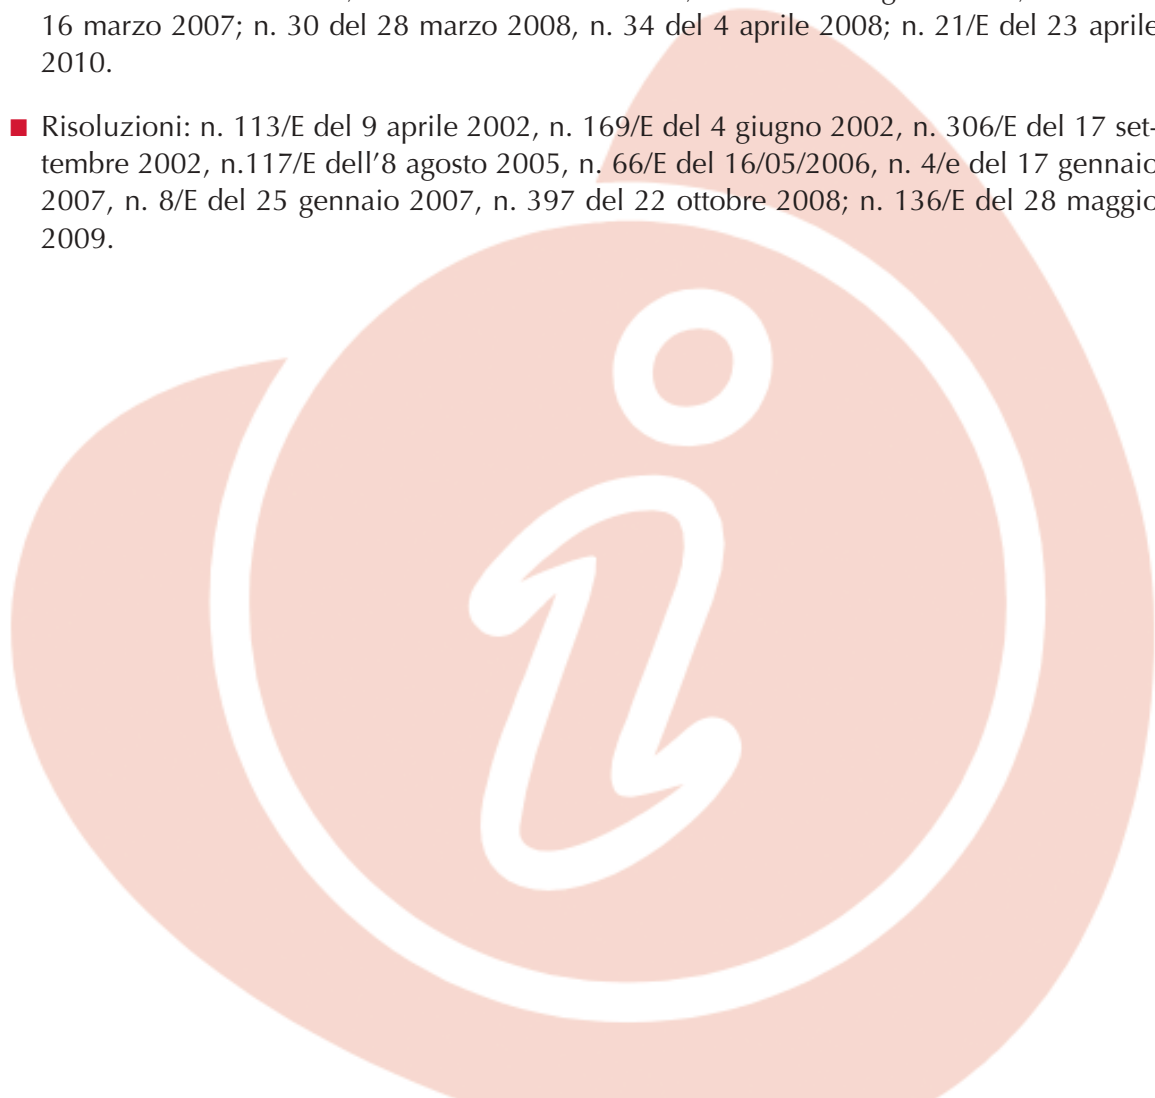 16 marzo 2007; n. 30 del 28 marzo 2008, n. 34 del 4 aprile 2008; n. 21/E del 23 aprile
2010.
Risoluzioni: n. 113/E del 9 aprile 2002, n. 169/E del 4 giugno 2002, n. 306/E del 17 set-
tembre 2002, n.117/E dell'8 agosto 2005, n. 66/E del 16/05/2006, n. 4/e del 17 gennaio
2007, n. 8/E del 25 gennaio 2007, n. 397 del 22 ottobre 2008; n. 136/E del 28 maggio
2009.